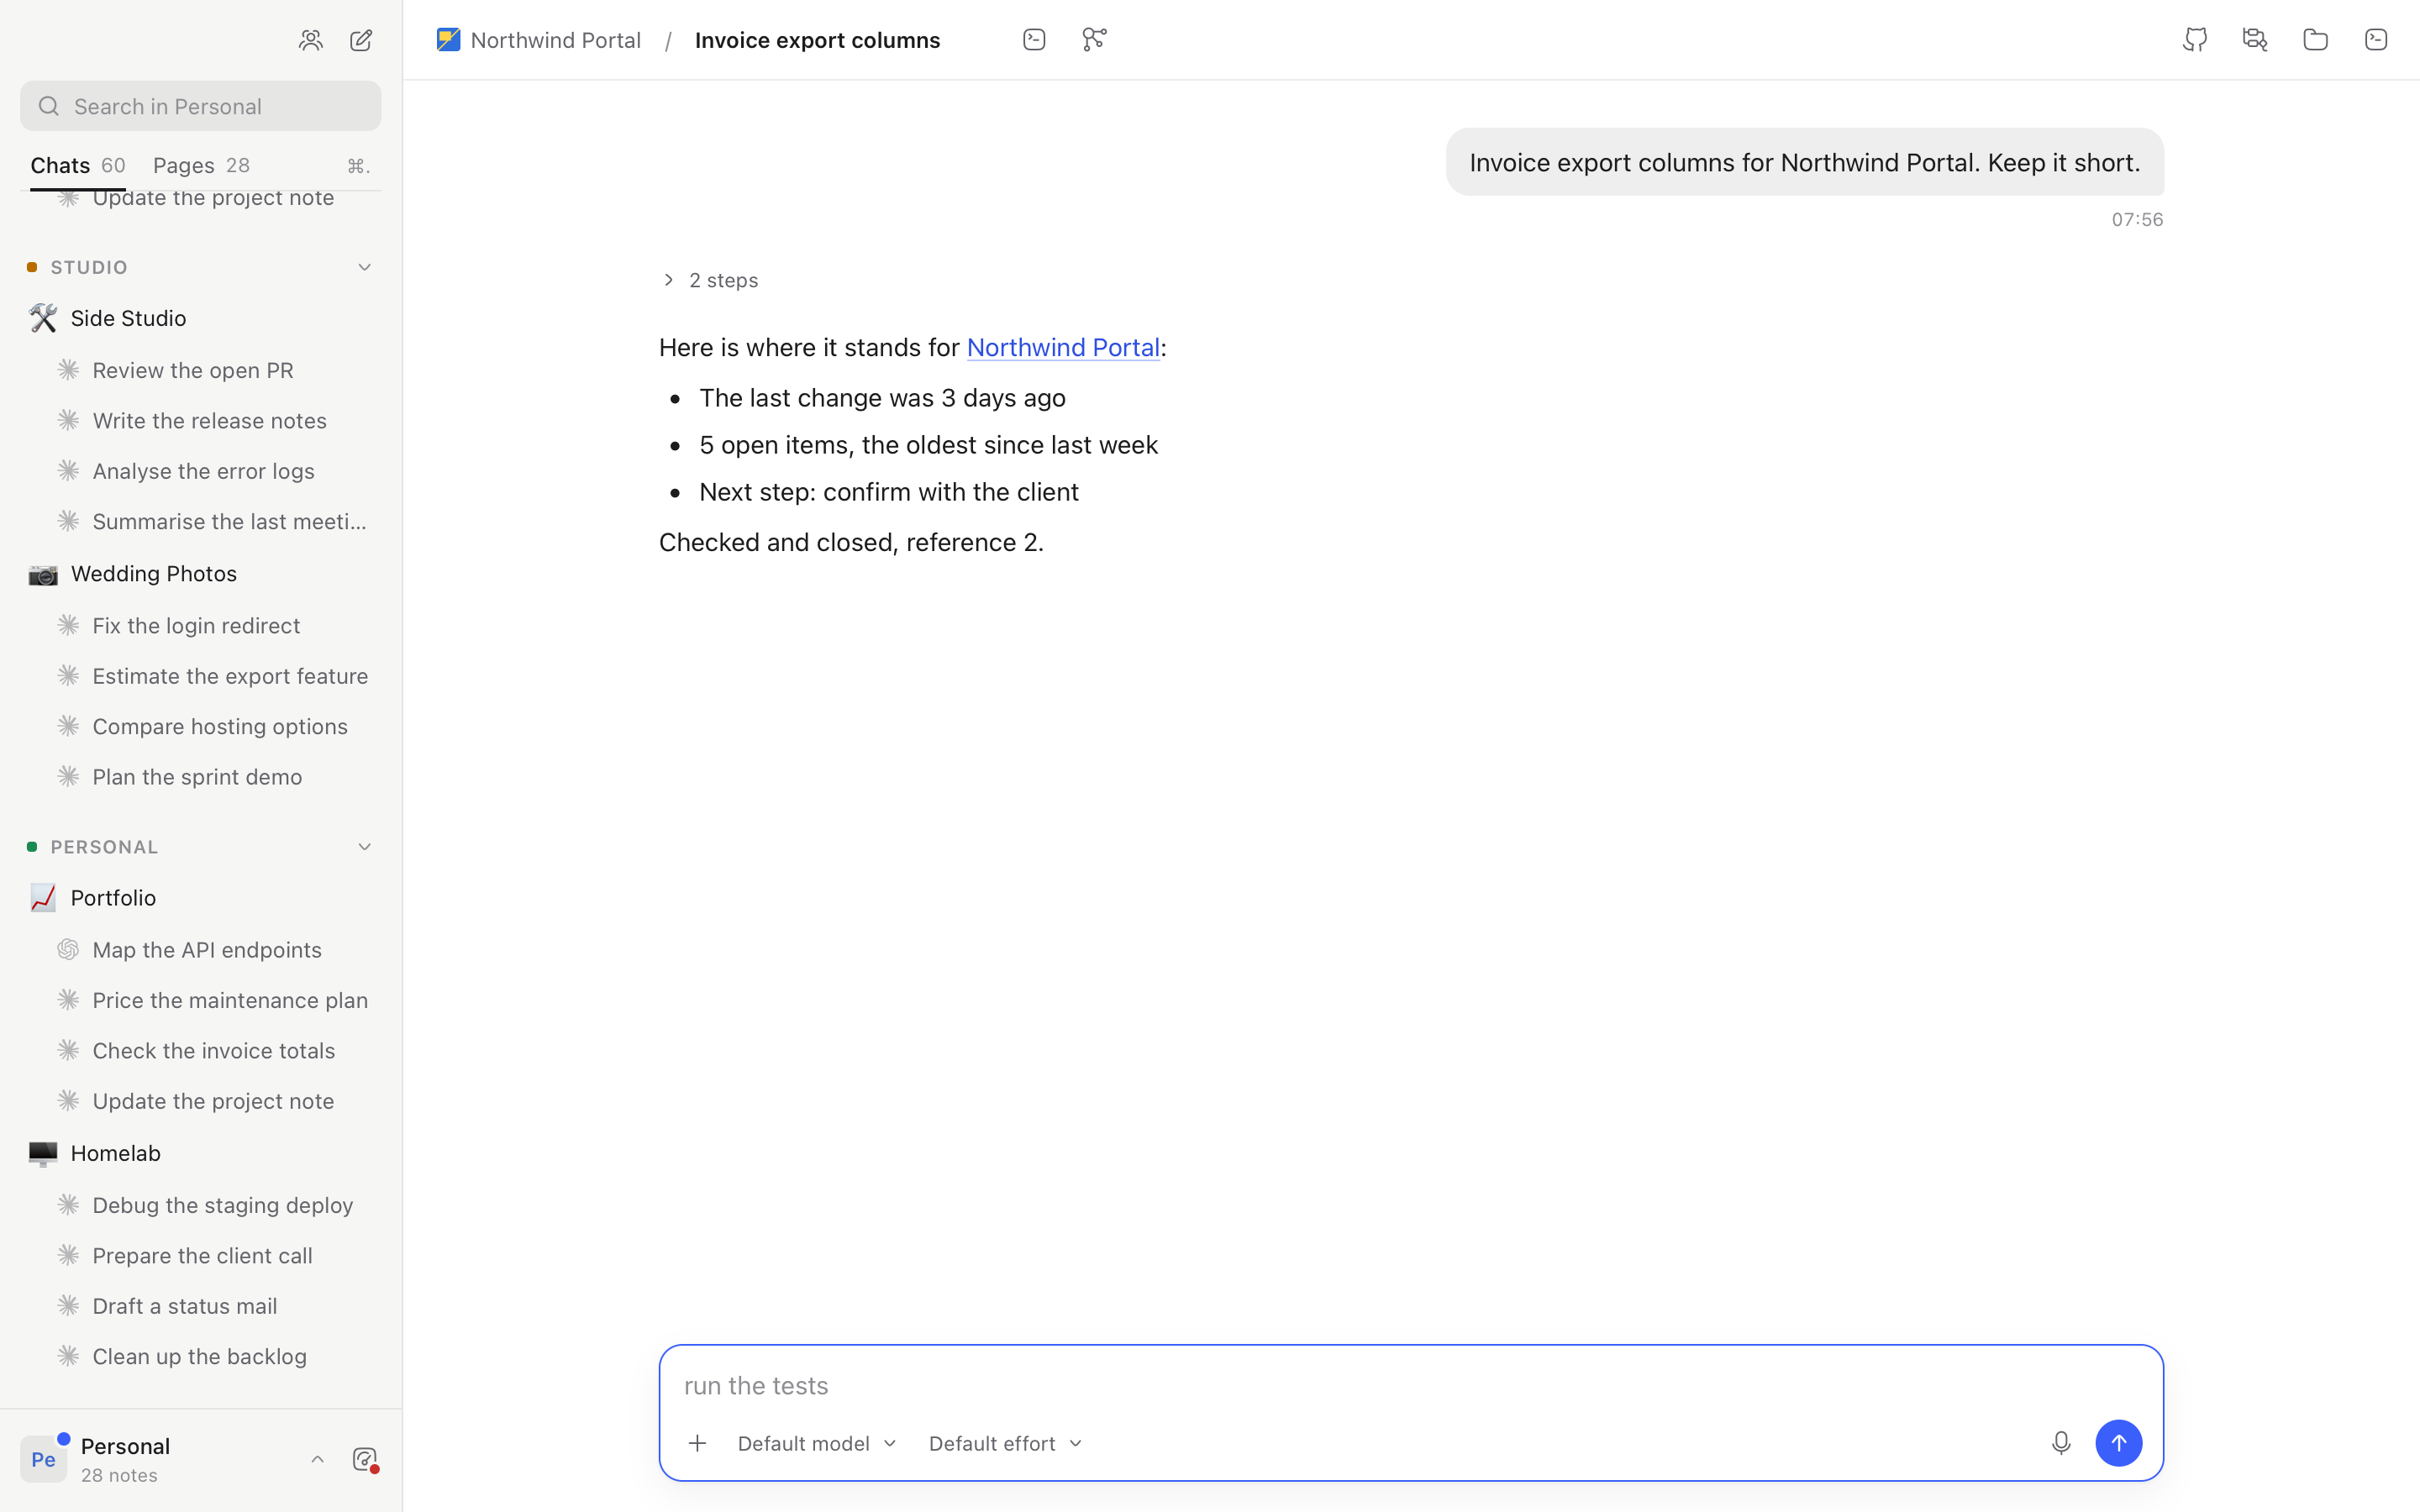 Search in Personal
Chats 60 Pages 28 ⌘.
Update the project note
STUDIO
Side Studio
Review the open PR
Write the release notes
Analyse the error logs
Summarise the last meeti...
Wedding Photos
Fix the login redirect
Estimate the export feature
Compare hosting options
Plan the sprint demo
PERSONAL
Portfolio
Map the API endpoints
Price the maintenance plan
Check the invoice totals
Update the project note
Homelab
Debug the staging deploy
Prepare the client call
Draft a status mail
Clean up the backlog
Pe
Personal
28 notes
Northwind Portal / Invoice export columns
Invoice export columns for Northwind Portal. Keep it short.
07:56
2 steps
Here is where it stands for Northwind Portal:
• The last change was 3 days ago
• 5 open items, the oldest since last week
• Next step: confirm with the client
Checked and closed, reference 2.
run the tests
Default model Default effort